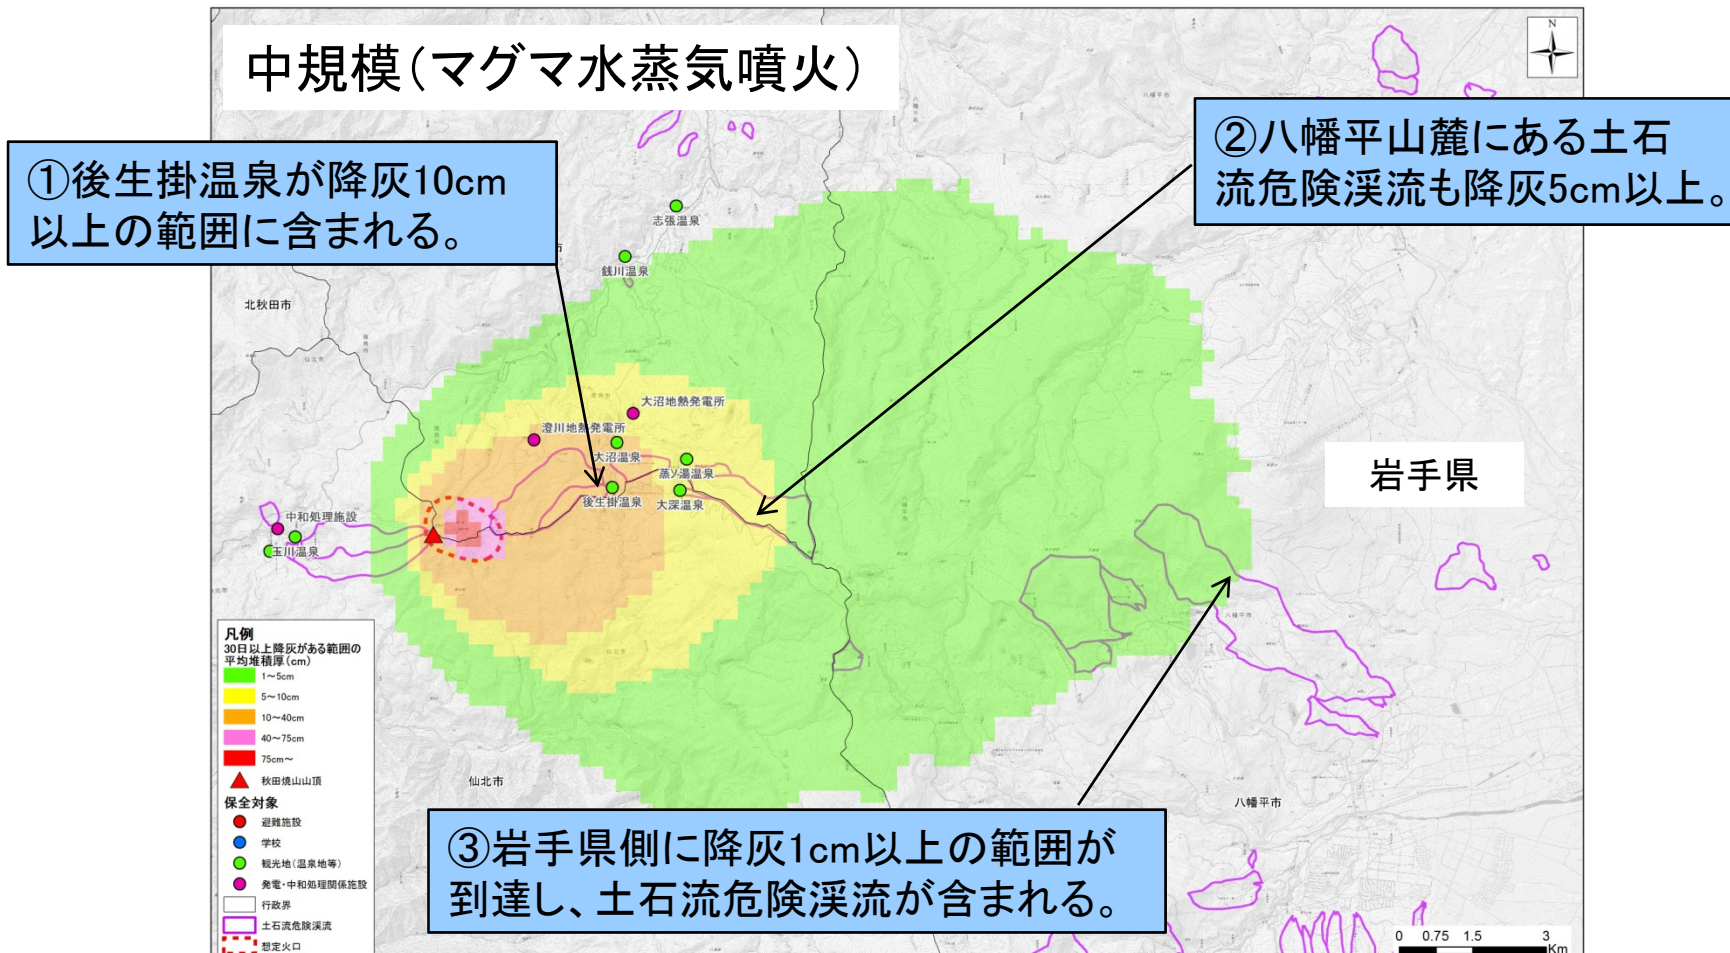 中規模（マグマ水蒸気噴火）
N
①後生掛温泉が降灰10cm
以上の範囲に含まれる。
②八幡平山麓にある土石
流危険渓流も降灰5cm以上。
志張温泉
銭川温泉
北秋田市
大沼地熱発電所
澄川地熱発電所
大沼温泉
蒸ノ湯温泉
後生掛温泉
大深温泉
岩手県
中和処理施設
玉川温泉
凡例
30日以上降灰がある範囲の
平均堆積厚（cm）
1～5cm
5～10cm
10～40cm
40～75cm
75cm～
秋田焼山山頂
保全対象
避難施設
学校
観光地（温泉地等）
発電・中和処理関係施設
行政界
土石流危険渓流
想定火口
仙北市
八幡平市
③岩手県側に降灰1cm以上の範囲が
到達し、土石流危険渓流が含まれる。
0 0.75 1.5 3
Km